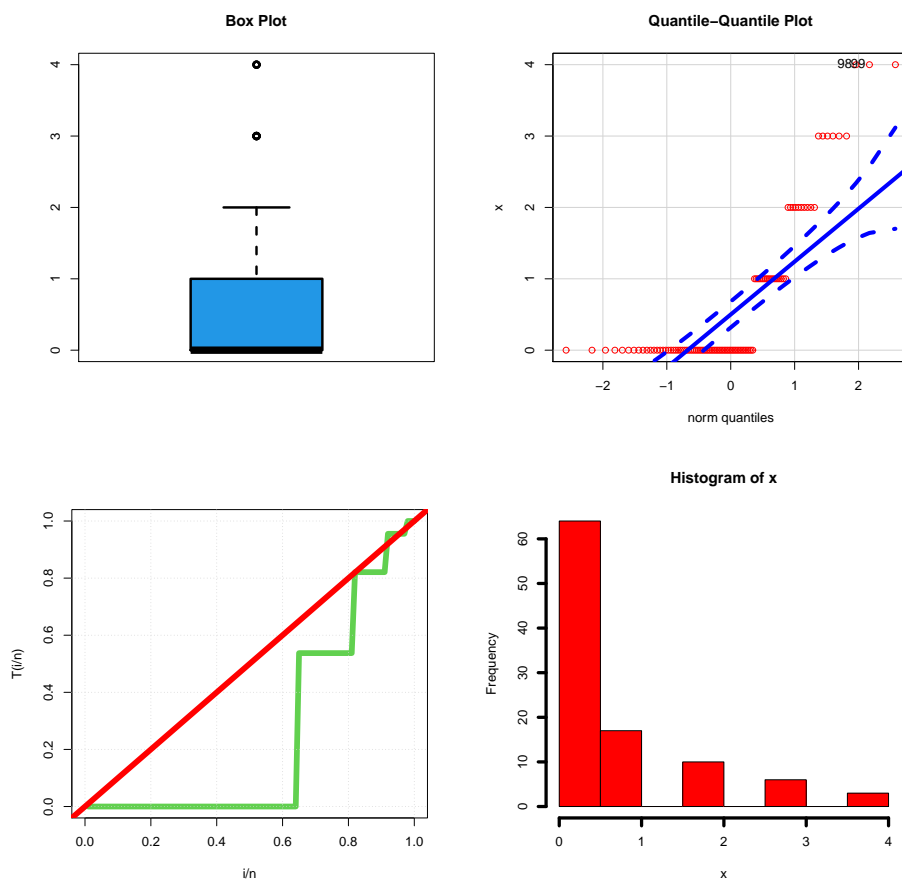 Box Plot
0 1 2 3 4
Quantile−Quantile Plot
x
0 1 2 3 4
9899
−2 −1 0 1 2
norm quantiles
T(i/n)
0.0 0.2 0.4 0.6 0.8 1.0
0.0 0.2 0.4 0.6 0.8 1.0
i/n
Histogram of x
Frequency
0 10 20 30 40 50 60
0 1 2 3 4
x